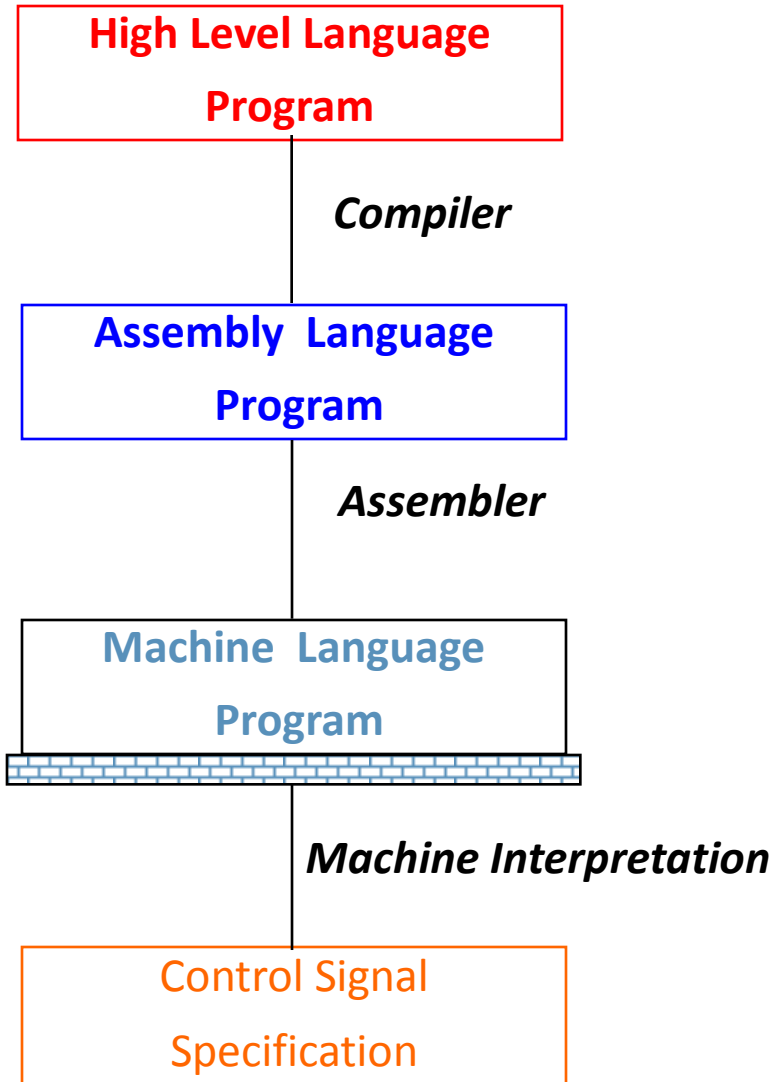 High Level Language
Program
Compiler
Assembly Language
Program
Assembler
Machine Language
Program
Machine Interpretation
Control Signal
Specification